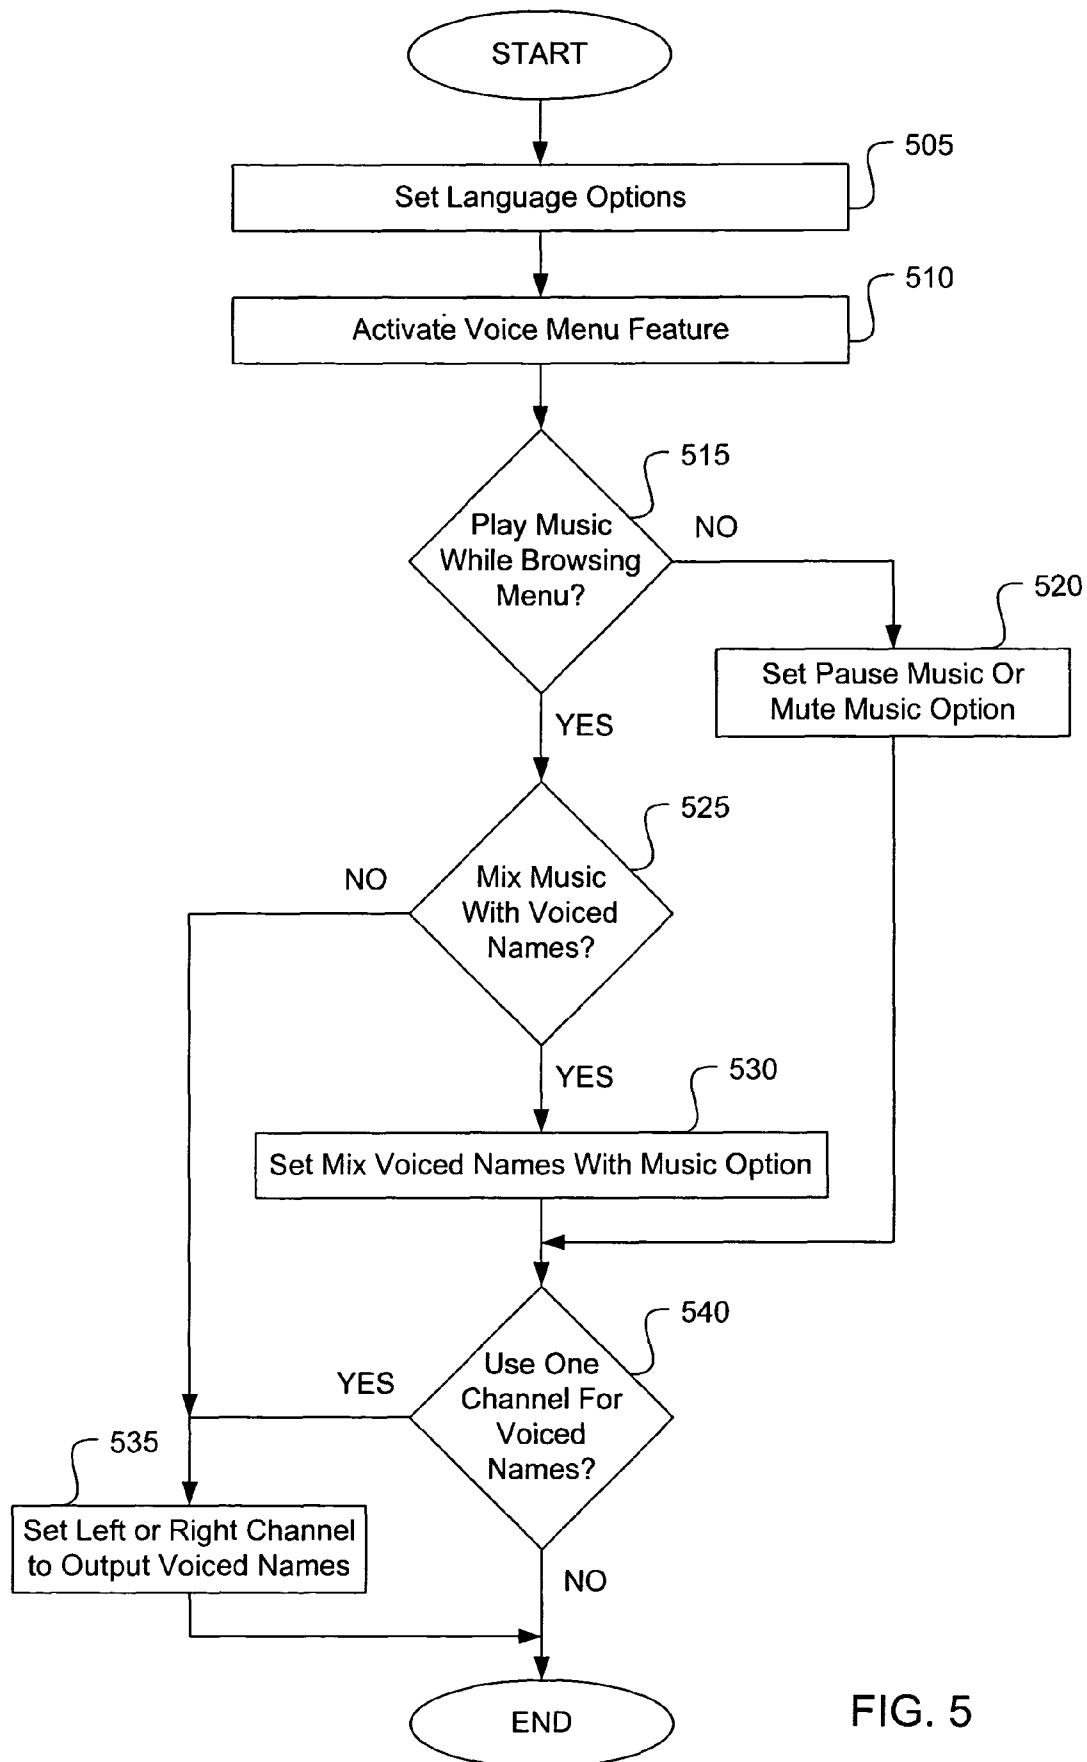 START
505
Set Language Options
510
Activate Voice Menu Feature
515
Play Music
While Browsing
Menu?
NO
520
Set Pause Music Or
Mute Music Option
YES
525
NO
Mix Music
With Voiced
Names?
YES
530
Set Mix Voiced Names With Music Option
540
Use One
Channel For
Voiced
Names?
YES
535
Set Left or Right Channel
to Output Voiced Names
NO
END
FIG. 5